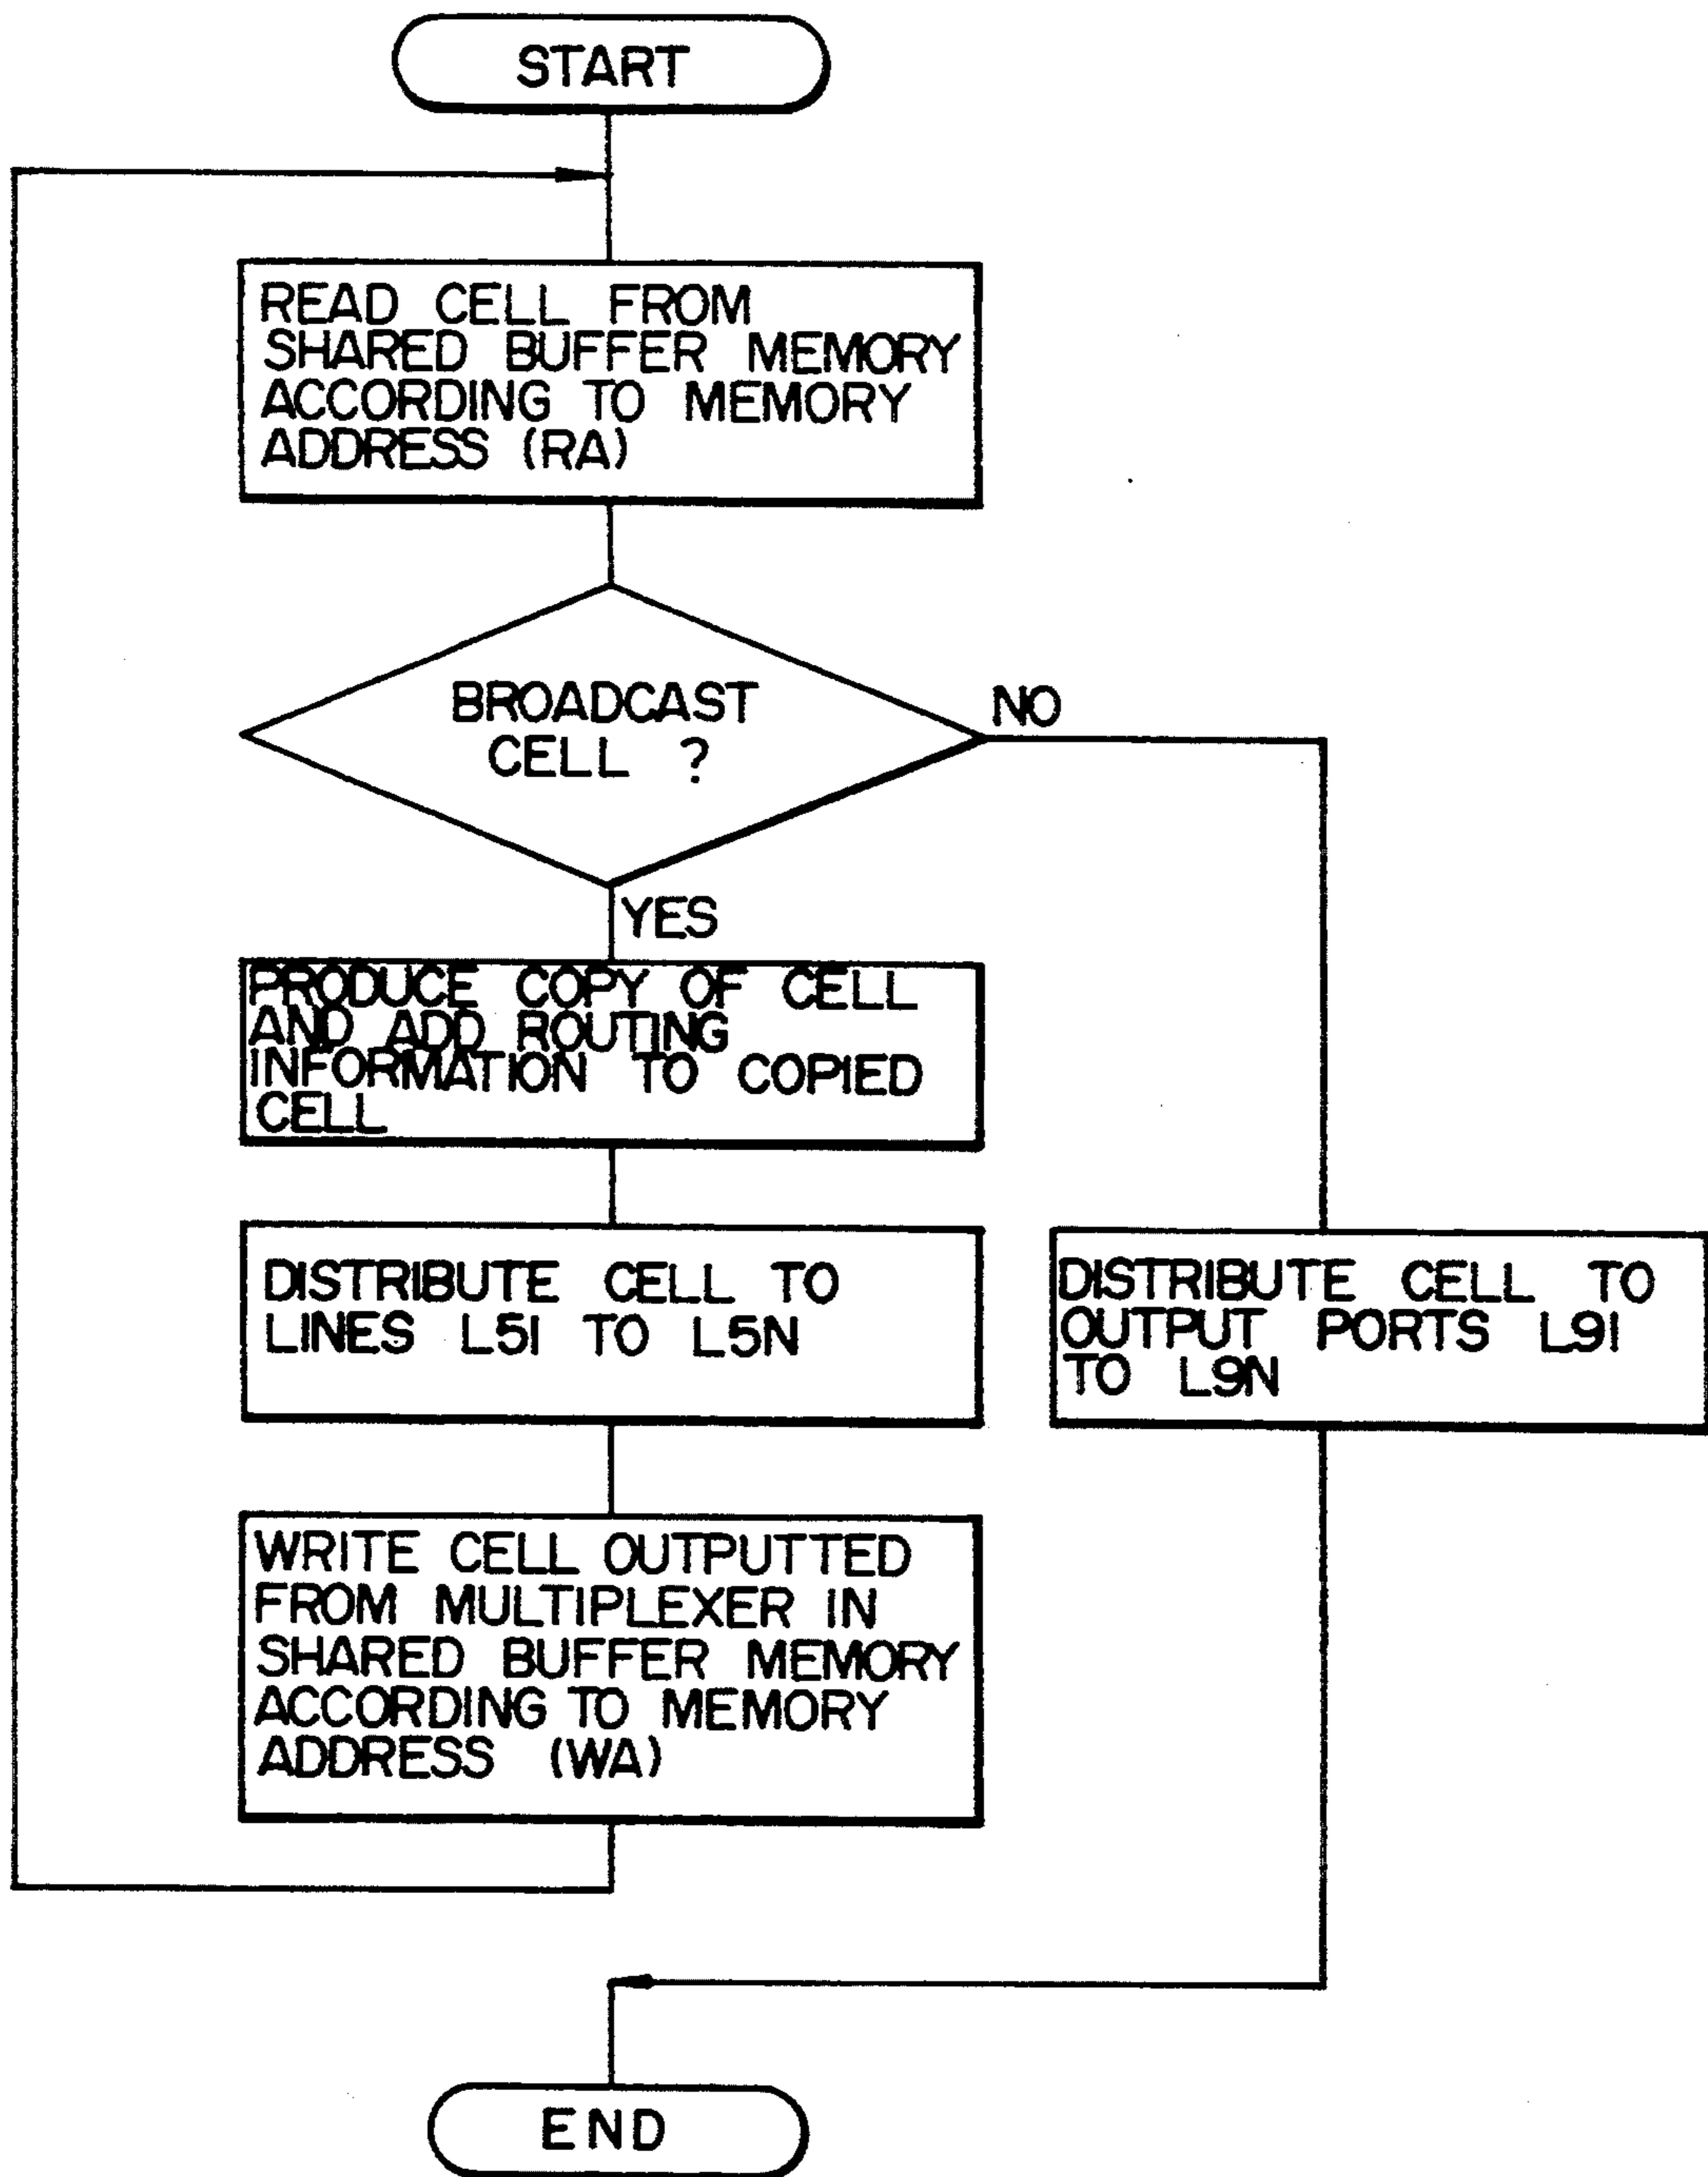 START
READ CELL FROM
SHARED BUFFER MEMORY
ACCORDING TO MEMORY
ADDRESS (RA)
BROADCAST
CELL ?
NO
YES
PRODUCE COPY OF CELL
AND ADD ROUTING
INFORMATION TO COPIED
CELL
DISTRIBUTE CELL TO
LINES L51 TO L5N
DISTRIBUTE CELL TO
OUTPUT PORTS L91
TO L9N
WRITE CELL OUTPUTTED
FROM MULTIPLEXER IN
SHARED BUFFER MEMORY
ACCORDING TO MEMORY
ADDRESS (WA)
END